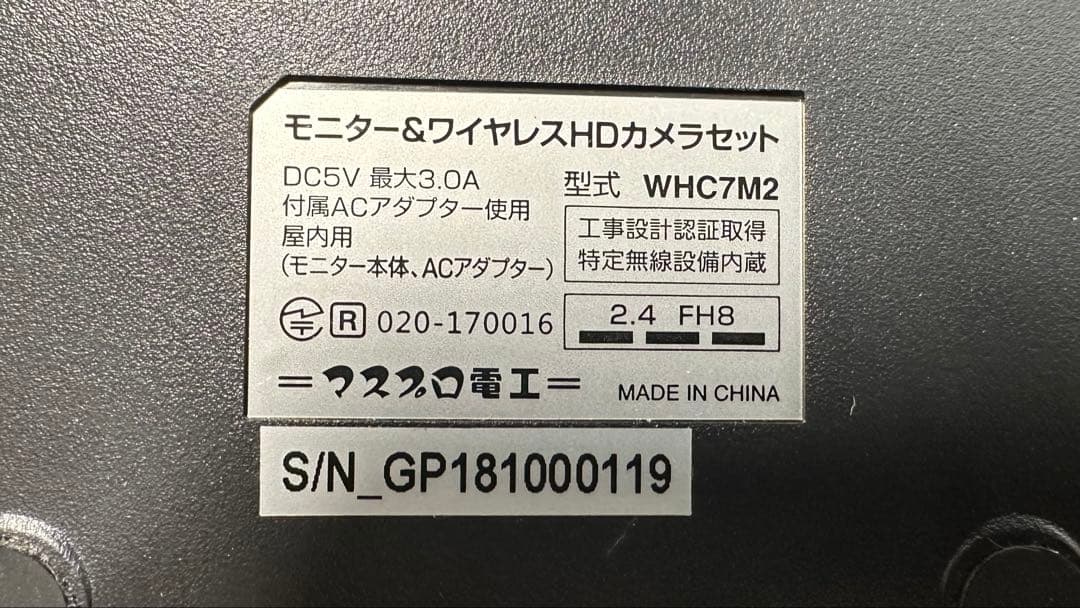 モニター&ワイヤレスHDカメラセット
DC5V 最大3.0A
付属ACアダプター使用
屋内用
(モニター本体、ACアダプター)
型式 WHC7M2
工事設計認証取得
特定無線設備内蔵
R 020-170016
2.4 FH8
マスプロ電工
MADE IN CHINA
S/N_GP181000119